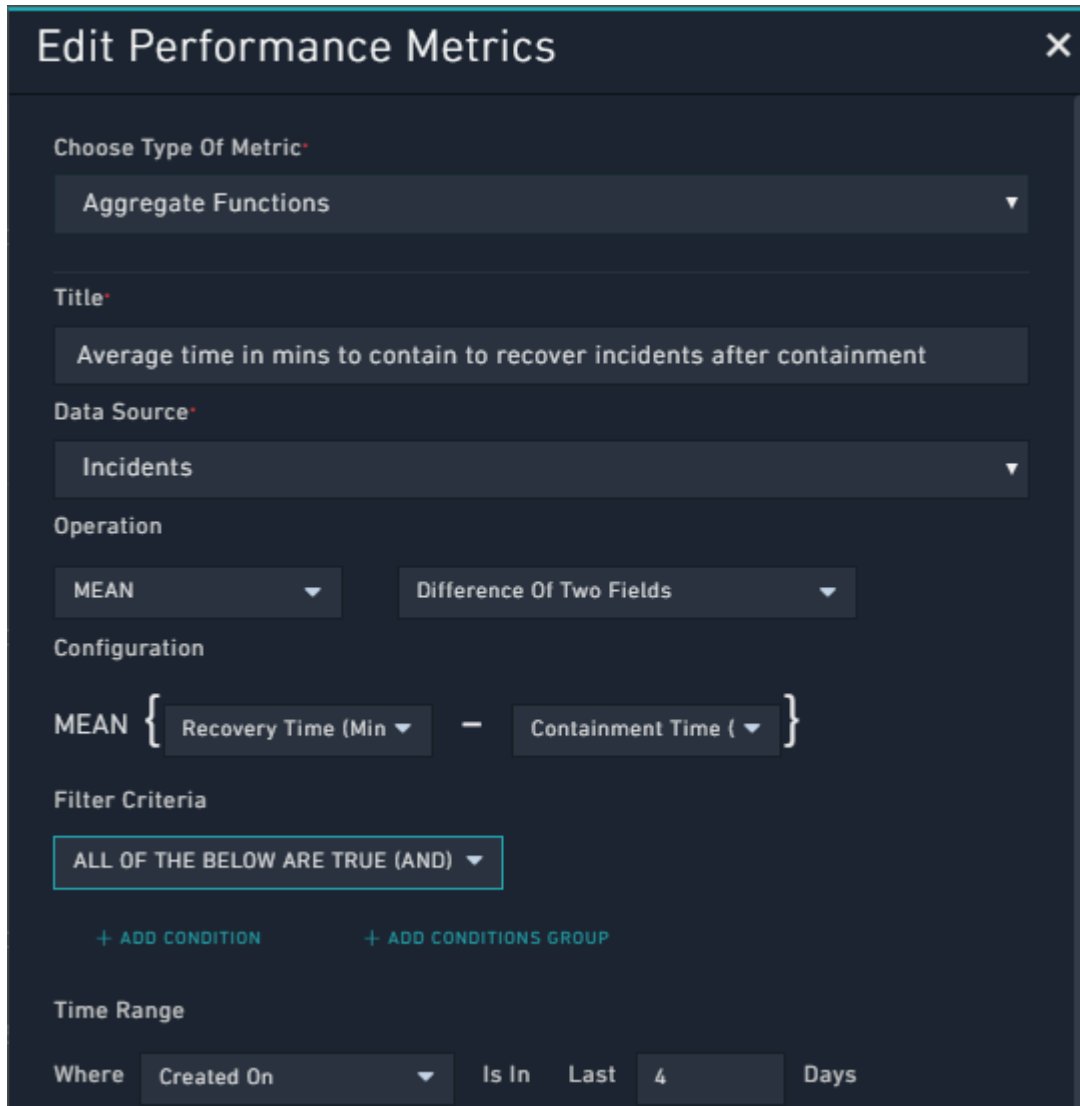 Edit Performance Metrics ×
Choose Type Of Metric
Aggregate Functions
Title
Average time in mins to contain to recover incidents after containment
Data Source
Incidents
Operation
MEAN Difference Of Two Fields
Configuration
MEAN { Recovery Time (Min – Containment Time ( }
Filter Criteria
ALL OF THE BELOW ARE TRUE (AND)
+ ADD CONDITION + ADD CONDITIONS GROUP
Time Range
Where Created On Is In Last 4 Days